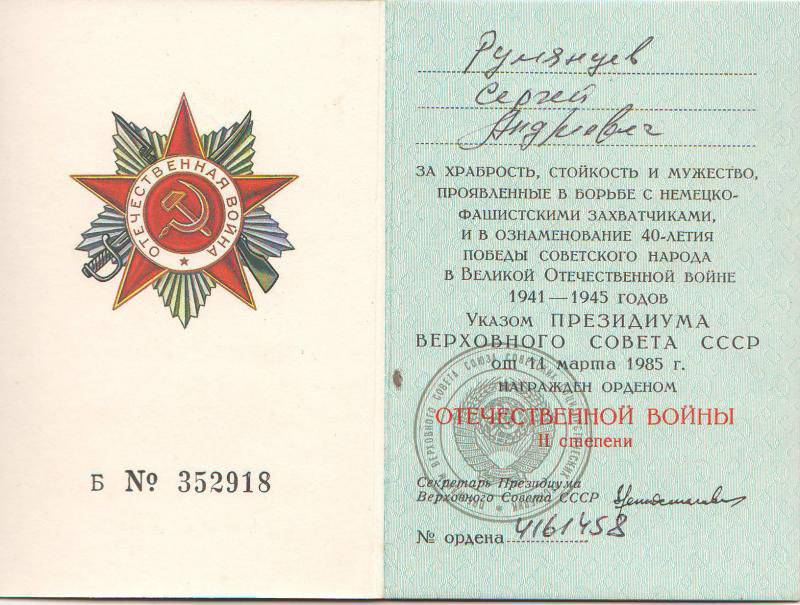 ОТЕЧЕСТВЕННАЯ ВОЙНА
Б № 352918
Румянцев
Сергей
Андреевич
ЗА ХРАБРОСТЬ, СТОЙКОСТЬ И МУЖЕСТВО,
ПРОЯВЛЕННЫЕ В БОРЬБЕ С НЕМЕЦКО-
ФАШИСТСКИМИ ЗАХВАТЧИКАМИ,
И В ОЗНАМЕНОВАНИЕ 40-ЛЕТИЯ
ПОБЕДЫ СОВЕТСКОГО НАРОДА
В ВЕЛИКОЙ ОТЕЧЕСТВЕННОЙ ВОЙНЕ
1941 — 1945 ГОДОВ
УКАЗОМ ПРЕЗИДИУМА
ВЕРХОВНОГО СОВЕТА СССР
от 11 марта 1985 г.
НАГРАЖДЕН ОРДЕНОМ
ОТЕЧЕСТВЕННОЙ ВОЙНЫ
II степени
Секретарь Президиума
Верховного Совета СССР
№ ордена 4161458